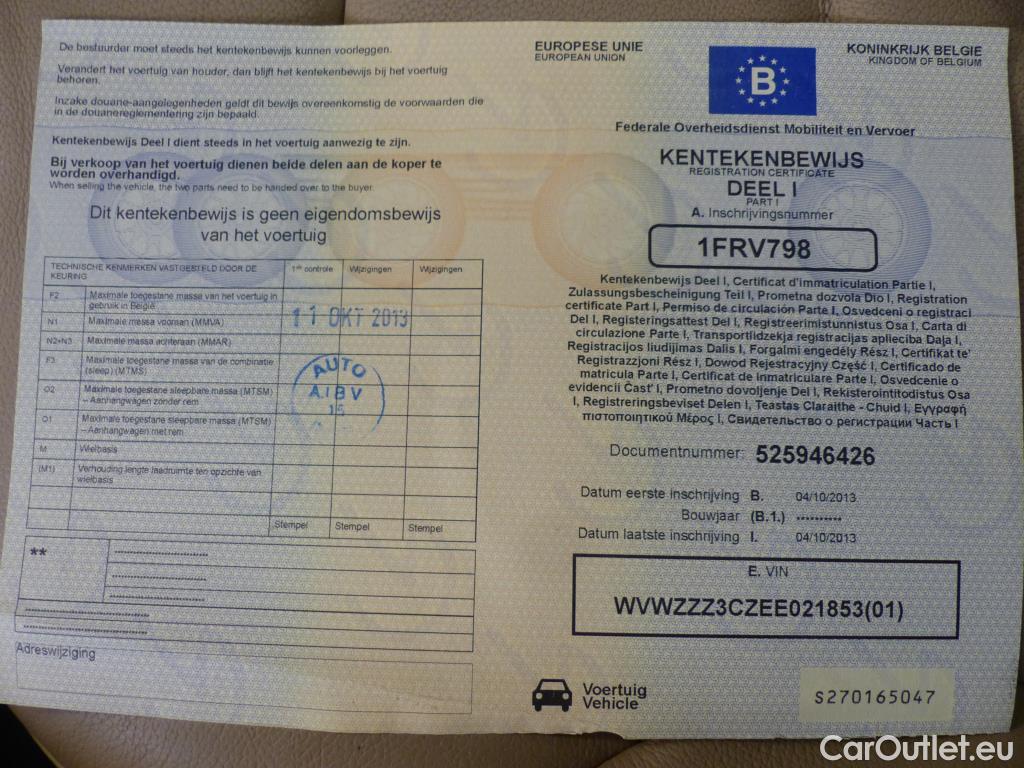 De bestuurder moet steeds het kentekenbewijs kunnen voorleggen.
Verandert het voertuig van houder, dan blijft het kentekenbewijs bij het voertuig
behoren.
Inzake douane-aangelegenheden geldt dit bewijs overeenkomstig de voorwaarden die
in de douanereglementering zijn bepaald.
Kentekenbewijs Deel I dient steeds in het voertuig aanwezig te zijn.
Bij verkoop van het voertuig dienen beide delen aan de koper te
worden overhandigd.
When selling the vehicle, the two parts need to be handed over to the buyer.
Dit kentekenbewijs is geen eigendomsbewijs
van het voertuig
TECHNISCHE KENMERKEN VASTGESTELD DOOR DE
KEURING
1ste controle
Wijzigingen
Wijzigingen
F2 Maximale toegestane massa van het voertuig in
gebruik in België
11 OKT 2013
N1 Maximale massa vooraan (MMVA)
N2+N3 Maximale massa achteraan (MMAR)
F3 Maximale toegestane massa van de combinatie
(sleep) (MTMS)
AUTO
A.I B V
15
O2 Maximale toegestane sleepbare massa (MTSM)
– Aanhangwagen zonder rem
O1 Maximale toegestane sleepbare massa (MTSM)
– Aanhangwagen met rem
M Wielbasis
(M1) Verhouding lengte laadruimte ten opzichte van
wielbasis
Stempel
Stempel
Stempel
**
Adreswijziging
EUROPESE UNIE
EUROPEAN UNION
B
KONINKRIJK BELGIE
KINGDOM OF BELGIUM
Federale Overheidsdienst Mobiliteit en Vervoer
KENTEKENBEWIJS
REGISTRATION CERTIFICATE
DEEL I
PART I
A. Inschrijvingsnummer
1FRV798
Kentekenbewijs Deel I, Certificat d'immatriculation Partie I,
Zulassungsbescheinigung Teil I, Prometna dozvola Dio I, Registration
certificate Part I, Permiso de circulación Parte I, Osvedceni o registraci
Del I, Registeringsattest Del I, Registreerimistunnistus Osa I, Carta di
circulazione Parte I, Transportlidzekja registracijas aplieciba Daja I,
Registracijos liudijimas Dalis I, Forgalmi engedély Rész I, Certifikat te'
Registrazzjoni Rész I, Dowod Rejestracyjny Część I, Certificado de
matricula Parte I, Certificat de inmatriculare Parte I, Osvedcenie o
evidencii Čast' I, Prometno dovoljenje Del I, Rekisterointitodistus Osa
I, Registreringsbeviset Delen I, Teastas Claraithe - Chuid I, Εγγραφή
πιστοποιητικού Μέρος I, Свидетельство о регистрации Часть I
Documentnummer: 525946426
Datum eerste inschrijving B. 04/10/2013
Bouwjaar (B.1.) **********
Datum laatste inschrijving I. 04/10/2013
E. VIN
WVWZZZ3CZEE021853(01)
Voertuig
Vehicle
S270165047
CarOutlet.eu